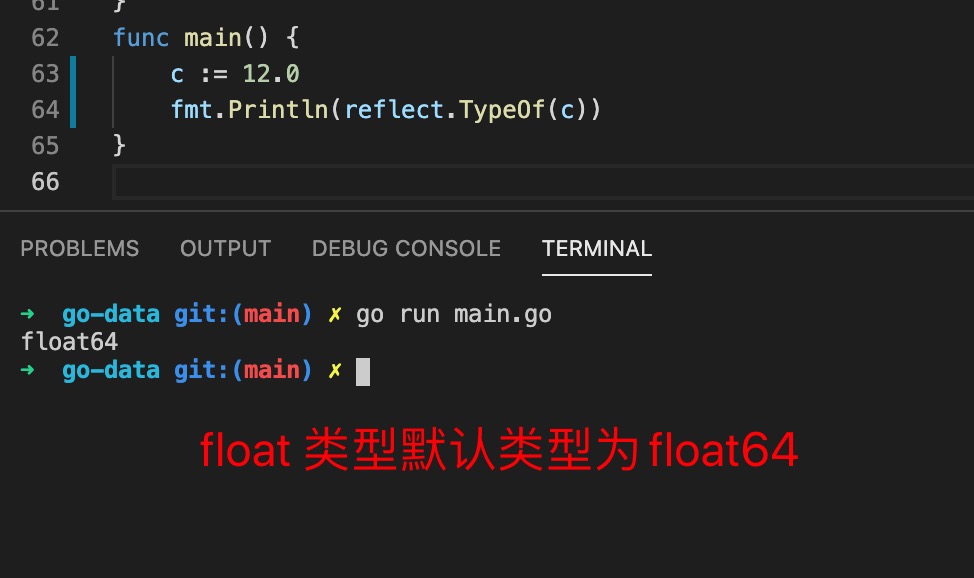 61 }
62 func main() {
63 c := 12.0
64 fmt.Println(reflect.TypeOf(c))
65 }
66
PROBLEMS OUTPUT DEBUG CONSOLE TERMINAL
➜ go-data git:(main) ✗ go run main.go
float64
➜ go-data git:(main) ✗
float 类型默认类型为 float64